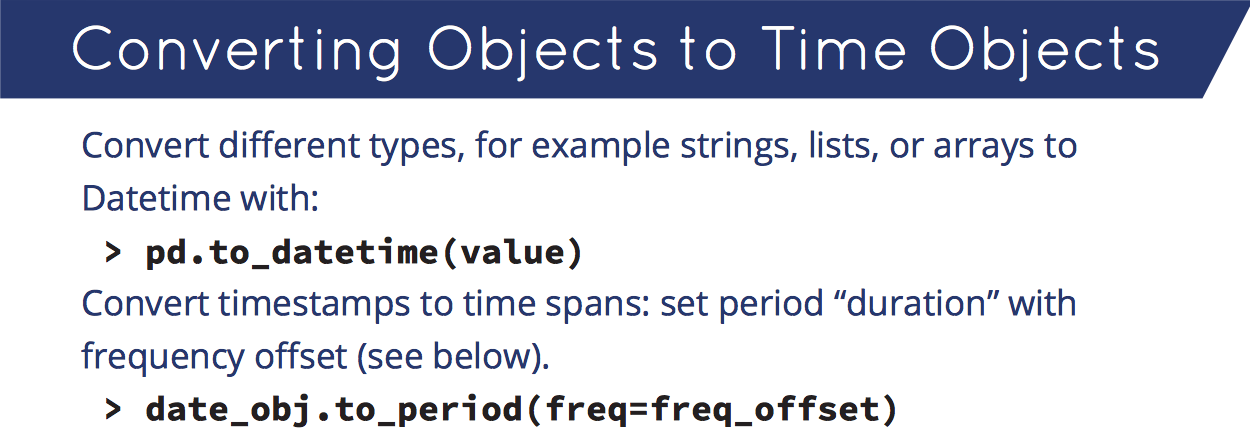 Converting Objects to Time Objects
Convert different types, for example strings, lists, or arrays to
Datetime with:
> pd.to_datetime(value)
Convert timestamps to time spans: set period “duration” with
frequency offset (see below).
> date_obj.to_period(freq=freq_offset)